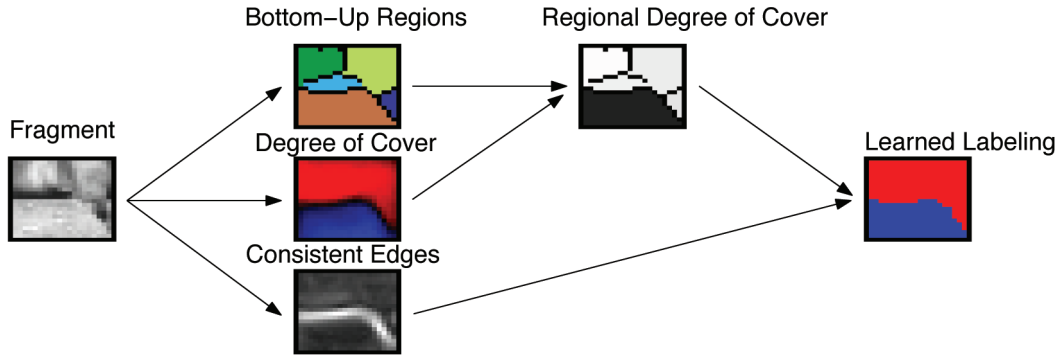 Bottom−Up Regions
Regional Degree of Cover
Fragment
Degree of Cover
Learned Labeling
Consistent Edges